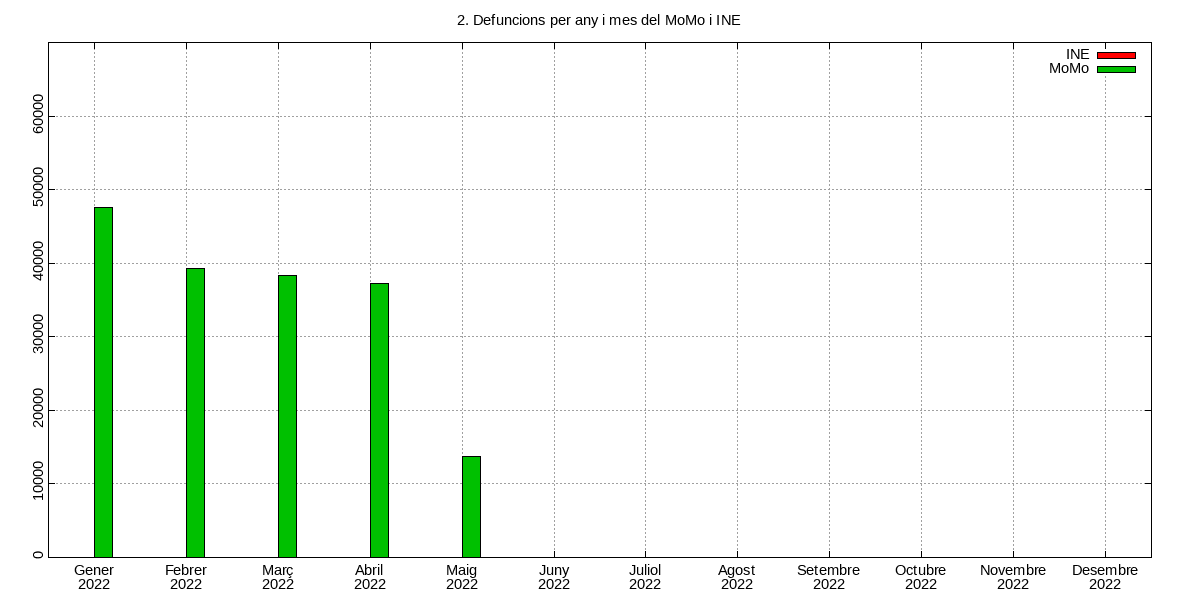 2. Defuncions per any i mes del MoMo i INE
INE
MoMo
60000
50000
40000
30000
20000
10000
0
Gener Febrer Març Abril Maig Juny Juliol Agost Setembre Octubre Novembre Desembre
2022 2022 2022 2022 2022 2022 2022 2022 2022 2022 2022 2022